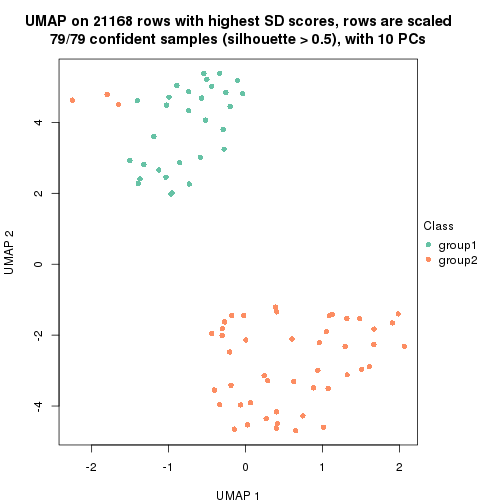 UMAP on 21168 rows with highest SD scores, rows are scaled
79/79 confident samples (silhouette > 0.5), with 10 PCs
4
2
0
-2
-4
UMAP 2
Class
group1
group2
-2
-1
0
1
2
UMAP 1